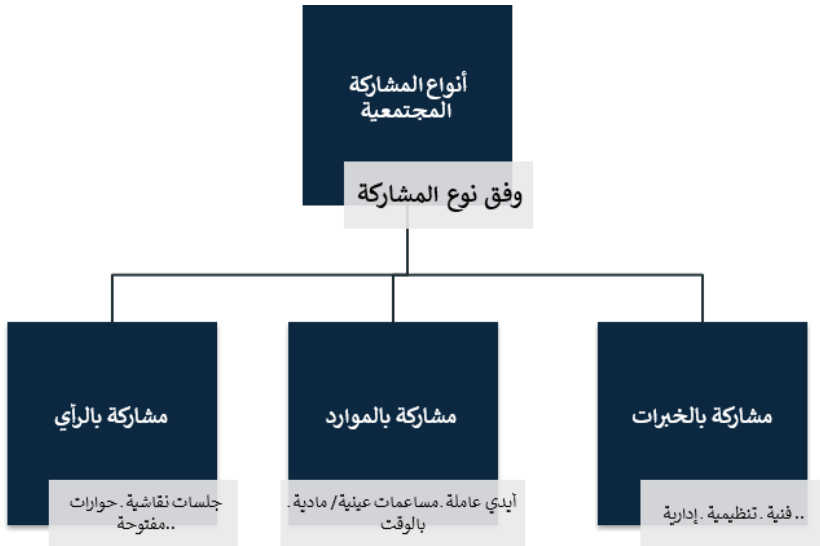 أنواع المشاركة
المجتمعية
وفق نوع المشاركة
مشاركة بالخبرات
.. فنية . تنظيمية . إدارية
مشاركة بالموارد
أيدي عاملة . مساعمات عينية/ مادية .
بالوقت
مشاركة بالرأي
جلسات نقاشية . حوارات
مفتوحة..